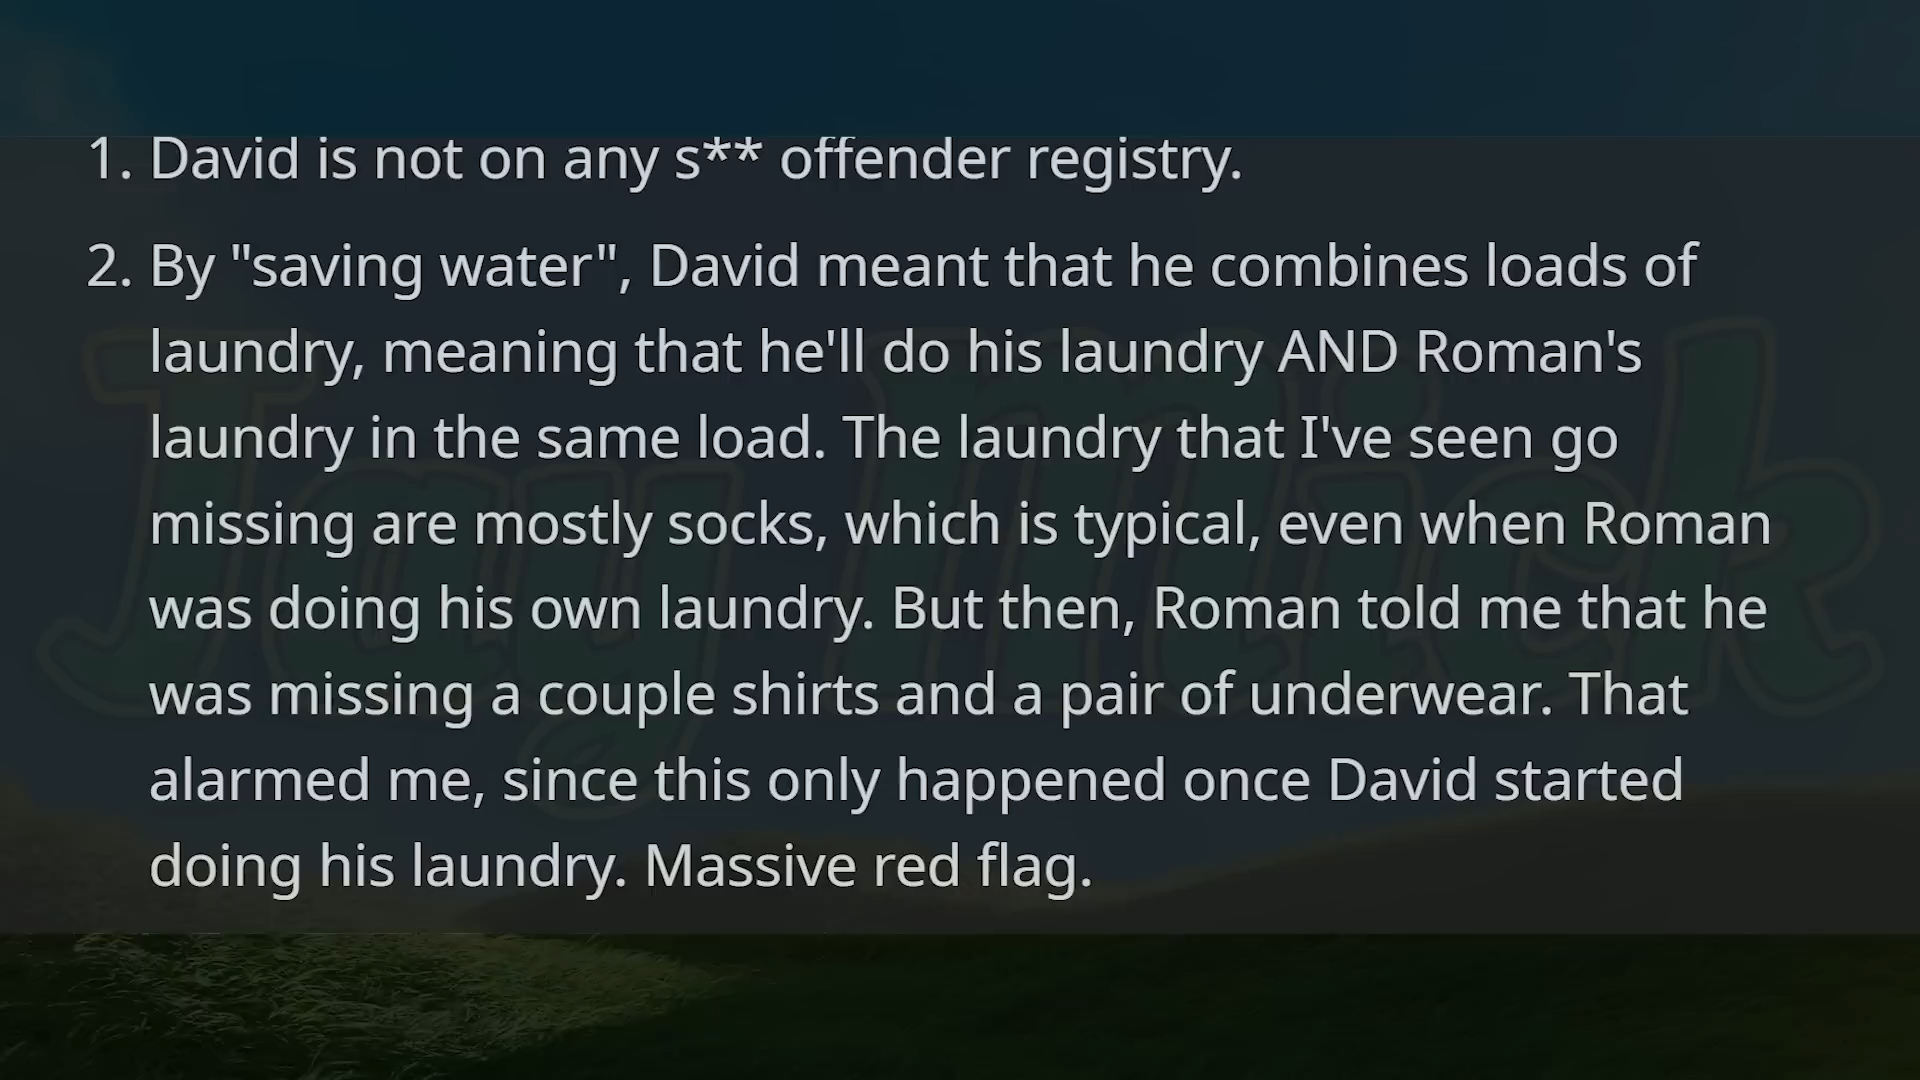 Jay Mick
1. David is not on any s** offender registry.
2. By "saving water", David meant that he combines loads of
laundry, meaning that he'll do his laundry AND Roman's
laundry in the same load. The laundry that I've seen go
missing are mostly socks, which is typical, even when Roman
was doing his own laundry. But then, Roman told me that he
was missing a couple shirts and a pair of underwear. That
alarmed me, since this only happened once David started
doing his laundry. Massive red flag.